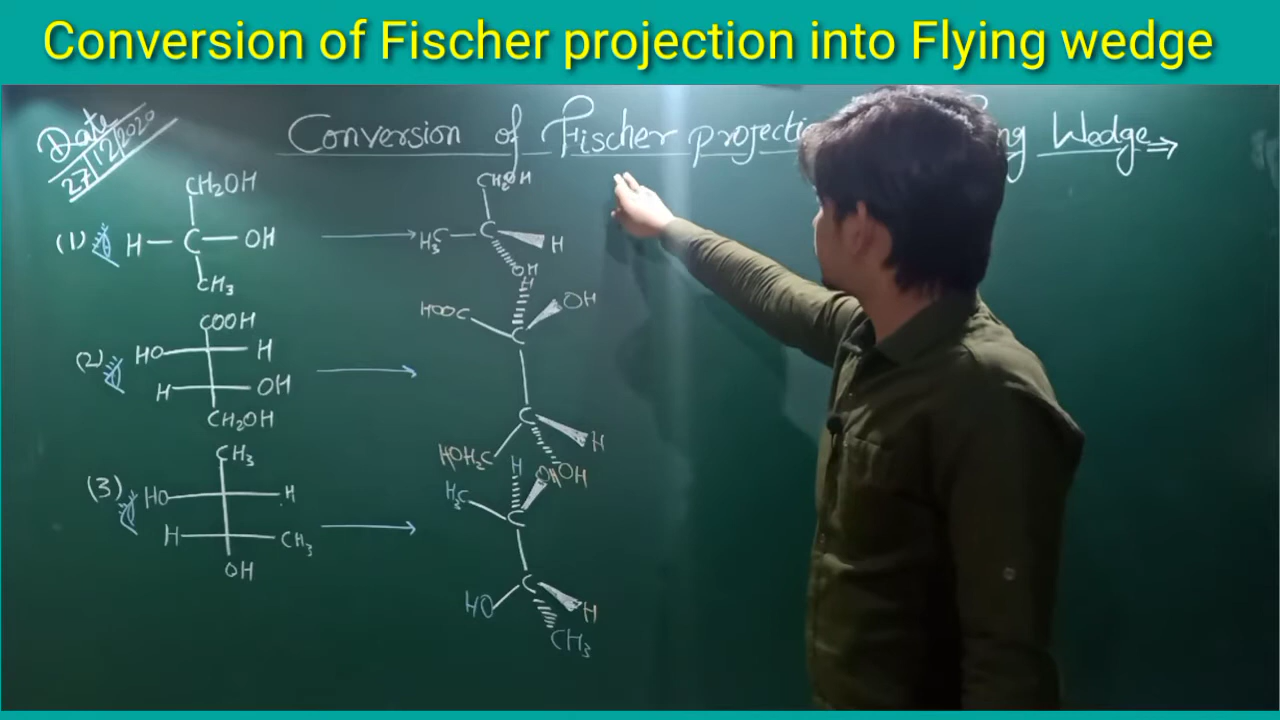 Conversion of Fischer projection into Flying wedge
Date
27/12/2020
Conversion of Fischer projecti ng Wedge
(1)
CH₂OH
H—C—OH
CH₃
CH₂OH
H₃C—C H
OH
(2)
COOH
HO H
H OH
CH₂OH
H
HOOC OH
C
C
HOH₂C H
OH
(3)
CH₃
HO H
H CH₃
OH
H
H₃C OH
C
C
HO H
CH₃